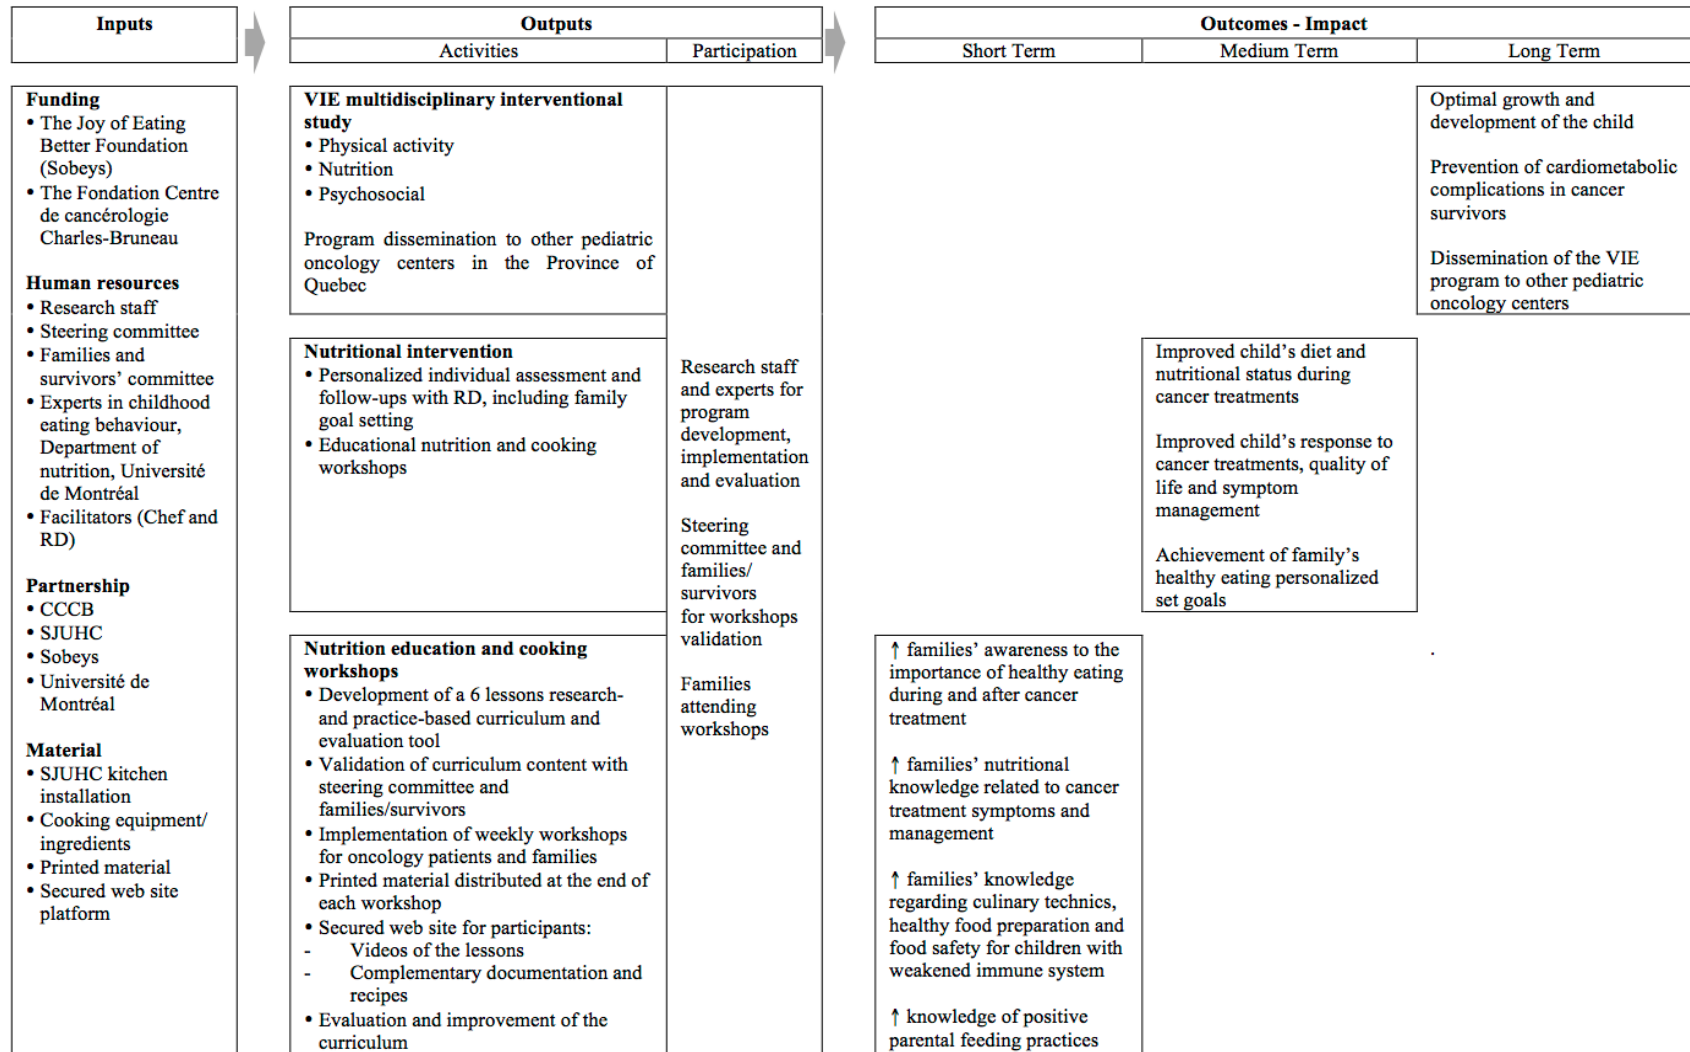 Inputs
Outputs
Activities
Participation
Outcomes - Impact
Short Term
Medium Term
Long Term
Funding
• The Joy of Eating
Better Foundation
(Sobeys)
• The Fondation Centre
de cancérologie
Charles-Bruneau
Human resources
• Research staff
• Steering committee
• Families and
survivors’ committee
• Experts in childhood
eating behaviour,
Department of
nutrition, Université
de Montréal
• Facilitators (Chef and
RD)
Partnership
• CCCB
• SJUHC
• Sobeys
• Université de
Montréal
Material
• SJUHC kitchen
installation
• Cooking equipment/
ingredients
• Printed material
• Secured web site
platform
VIE multidisciplinary interventional
study
• Physical activity
• Nutrition
• Psychosocial
Program dissemination to other pediatric
oncology centers in the Province of
Quebec
Nutritional intervention
• Personalized individual assessment and
follow-ups with RD, including family
goal setting
• Educational nutrition and cooking
workshops
Nutrition education and cooking
workshops
• Development of a 6 lessons research-
and practice-based curriculum and
evaluation tool
• Validation of curriculum content with
steering committee and
families/survivors
• Implementation of weekly workshops
for oncology patients and families
• Printed material distributed at the end of
each workshop
• Secured web site for participants:
- Videos of the lessons
- Complementary documentation and
recipes
• Evaluation and improvement of the
curriculum
Research staff
and experts for
program
development,
implementation
and evaluation
Steering
committee and
families/
survivors
for workshops
validation
Families
attending
workshops
↑ families’ awareness to the
importance of healthy eating
during and after cancer
treatment
↑ families’ nutritional
knowledge related to cancer
treatment symptoms and
management
↑ families’ knowledge
regarding culinary technics,
healthy food preparation and
food safety for children with
weakened immune system
↑ knowledge of positive
parental feeding practices
Improved child’s diet and
nutritional status during
cancer treatments
Improved child’s response to
cancer treatments, quality of
life and symptom
management
Achievement of family’s
healthy eating personalized
set goals
Optimal growth and
development of the child
Prevention of cardiometabolic
complications in cancer
survivors
Dissemination of the VIE
program to other pediatric
oncology centers
.